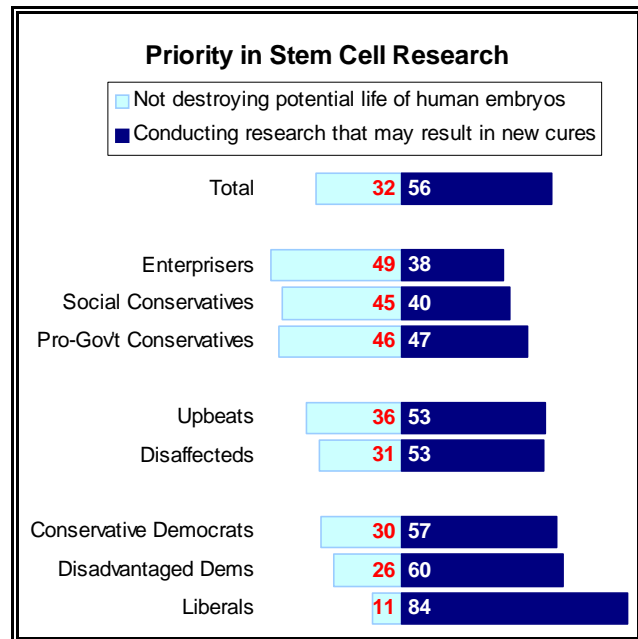 Priority in Stem Cell Research
Not destroying potential life of human embryos
Conducting research that may result in new cures
Total 32 56
Enterprisers 49 38
Social Conservatives 45 40
Pro-Gov't Conservatives 46 47
Upbeats 36 53
Disaffecteds 31 53
Conservative Democrats 30 57
Disadvantaged Dems 26 60
Liberals 11 84